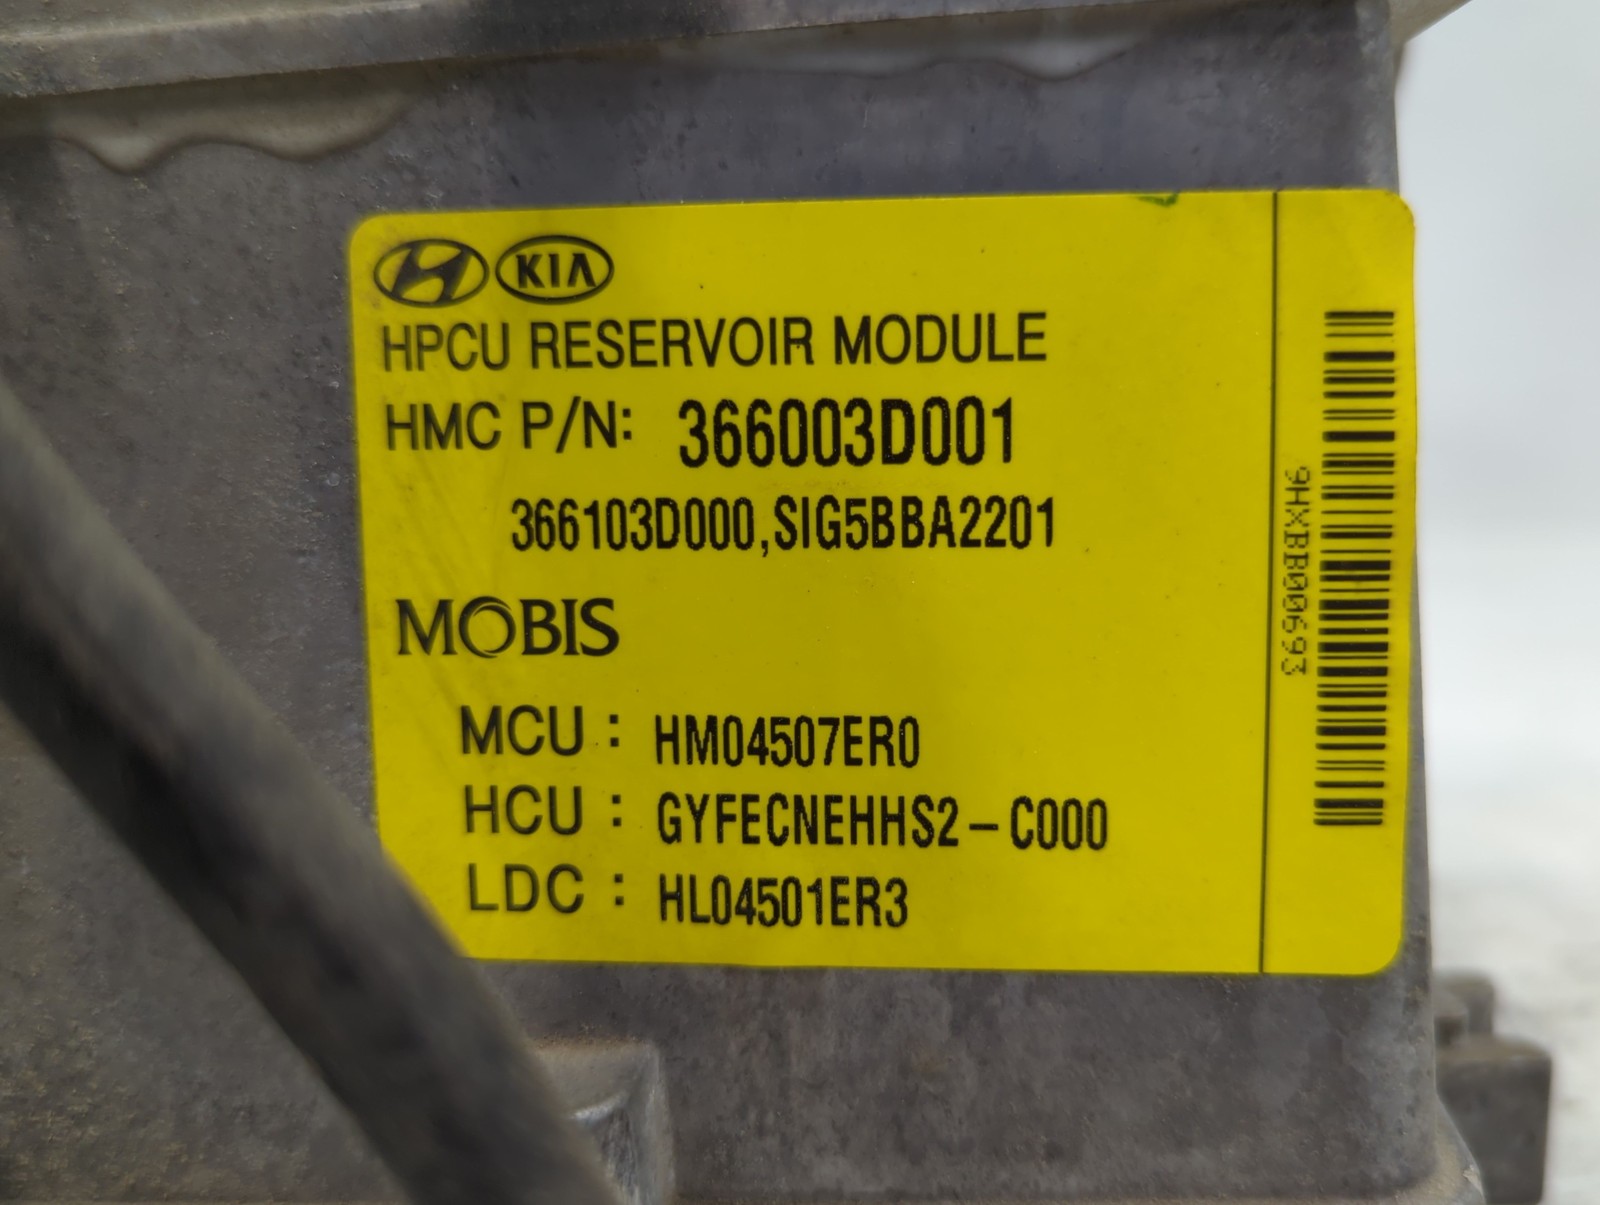 KIA
HPCU RESERVOIR MODULE
HMC P/N: 366003D001
366103D000,SIG5BBA2201
MOBIS
MCU : HM04507ER0
HCU : GYFECNEHHS2-C000
LDC : HL04501ER3
9HXBB00693